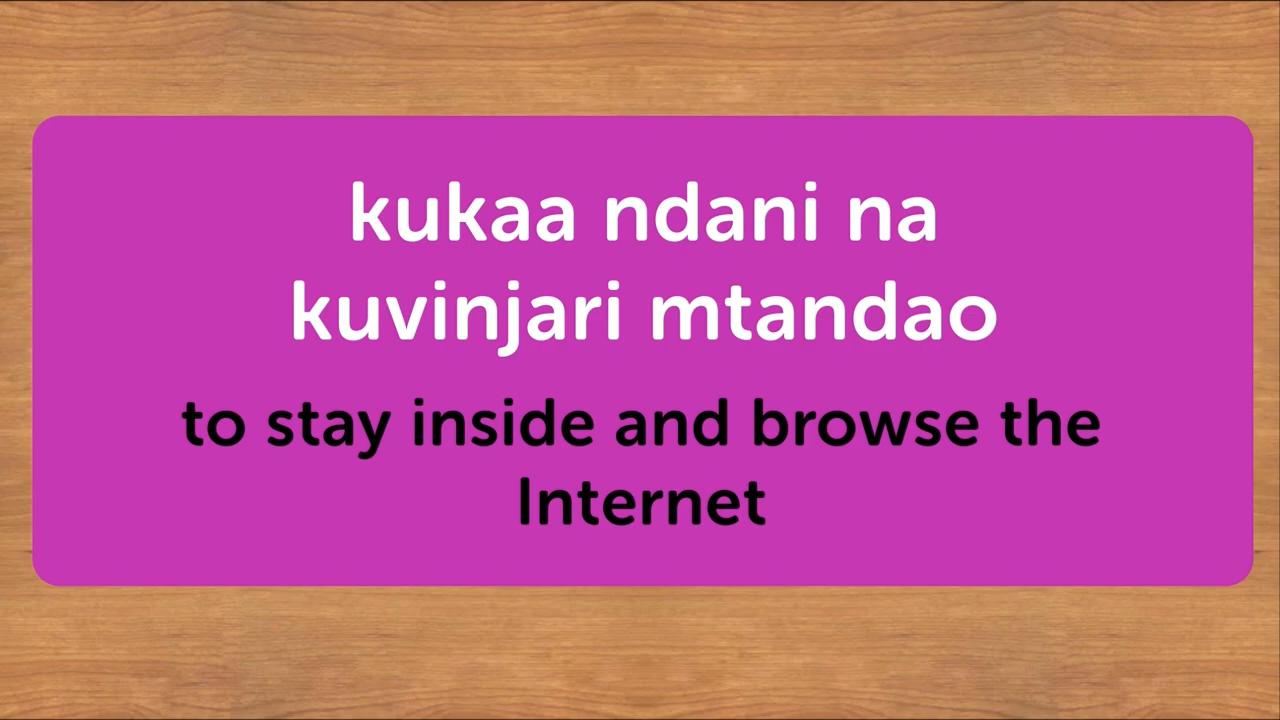 kukaa ndani na
kuvinjari mtandao
to stay inside and browse the
Internet